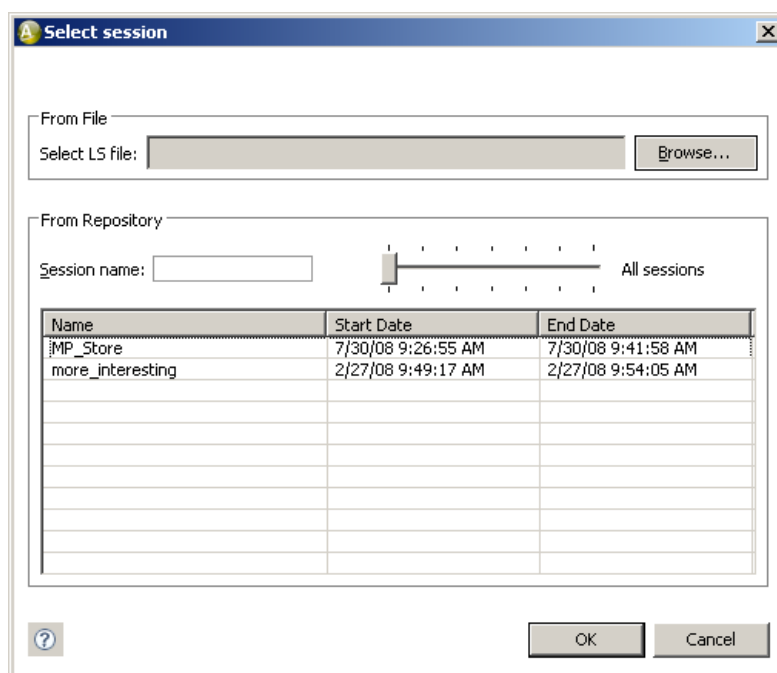 Select session
From File
Select LS file:
Browse...
From Repository
Session name:
All sessions
Name Start Date End Date
MP_Store 7/30/08 9:26:55 AM 7/30/08 9:41:58 AM
more_interesting 2/27/08 9:49:17 AM 2/27/08 9:54:05 AM
OK Cancel